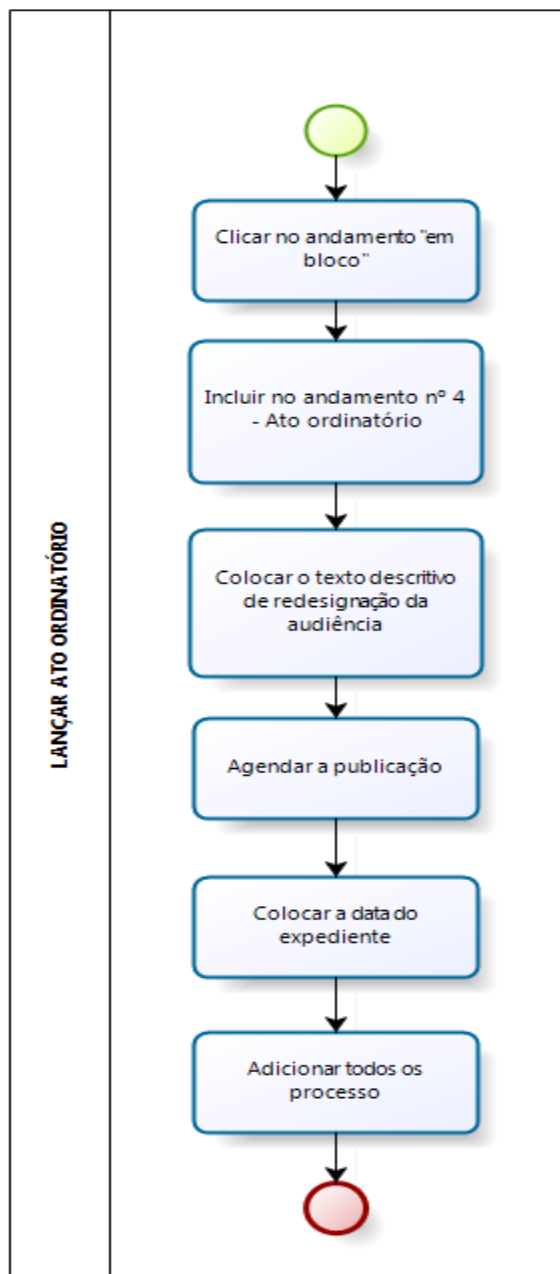 LANÇAR ATO ORDINATÓRIO
Clicar no andamento "em
bloco"
Incluir no andamento nº 4
- Ato ordinatório
Colocar o texto descritivo
de redesignação da
audiência
Agendar a publicação
Colocar a data do
expediente
Adicionar todos os
processo